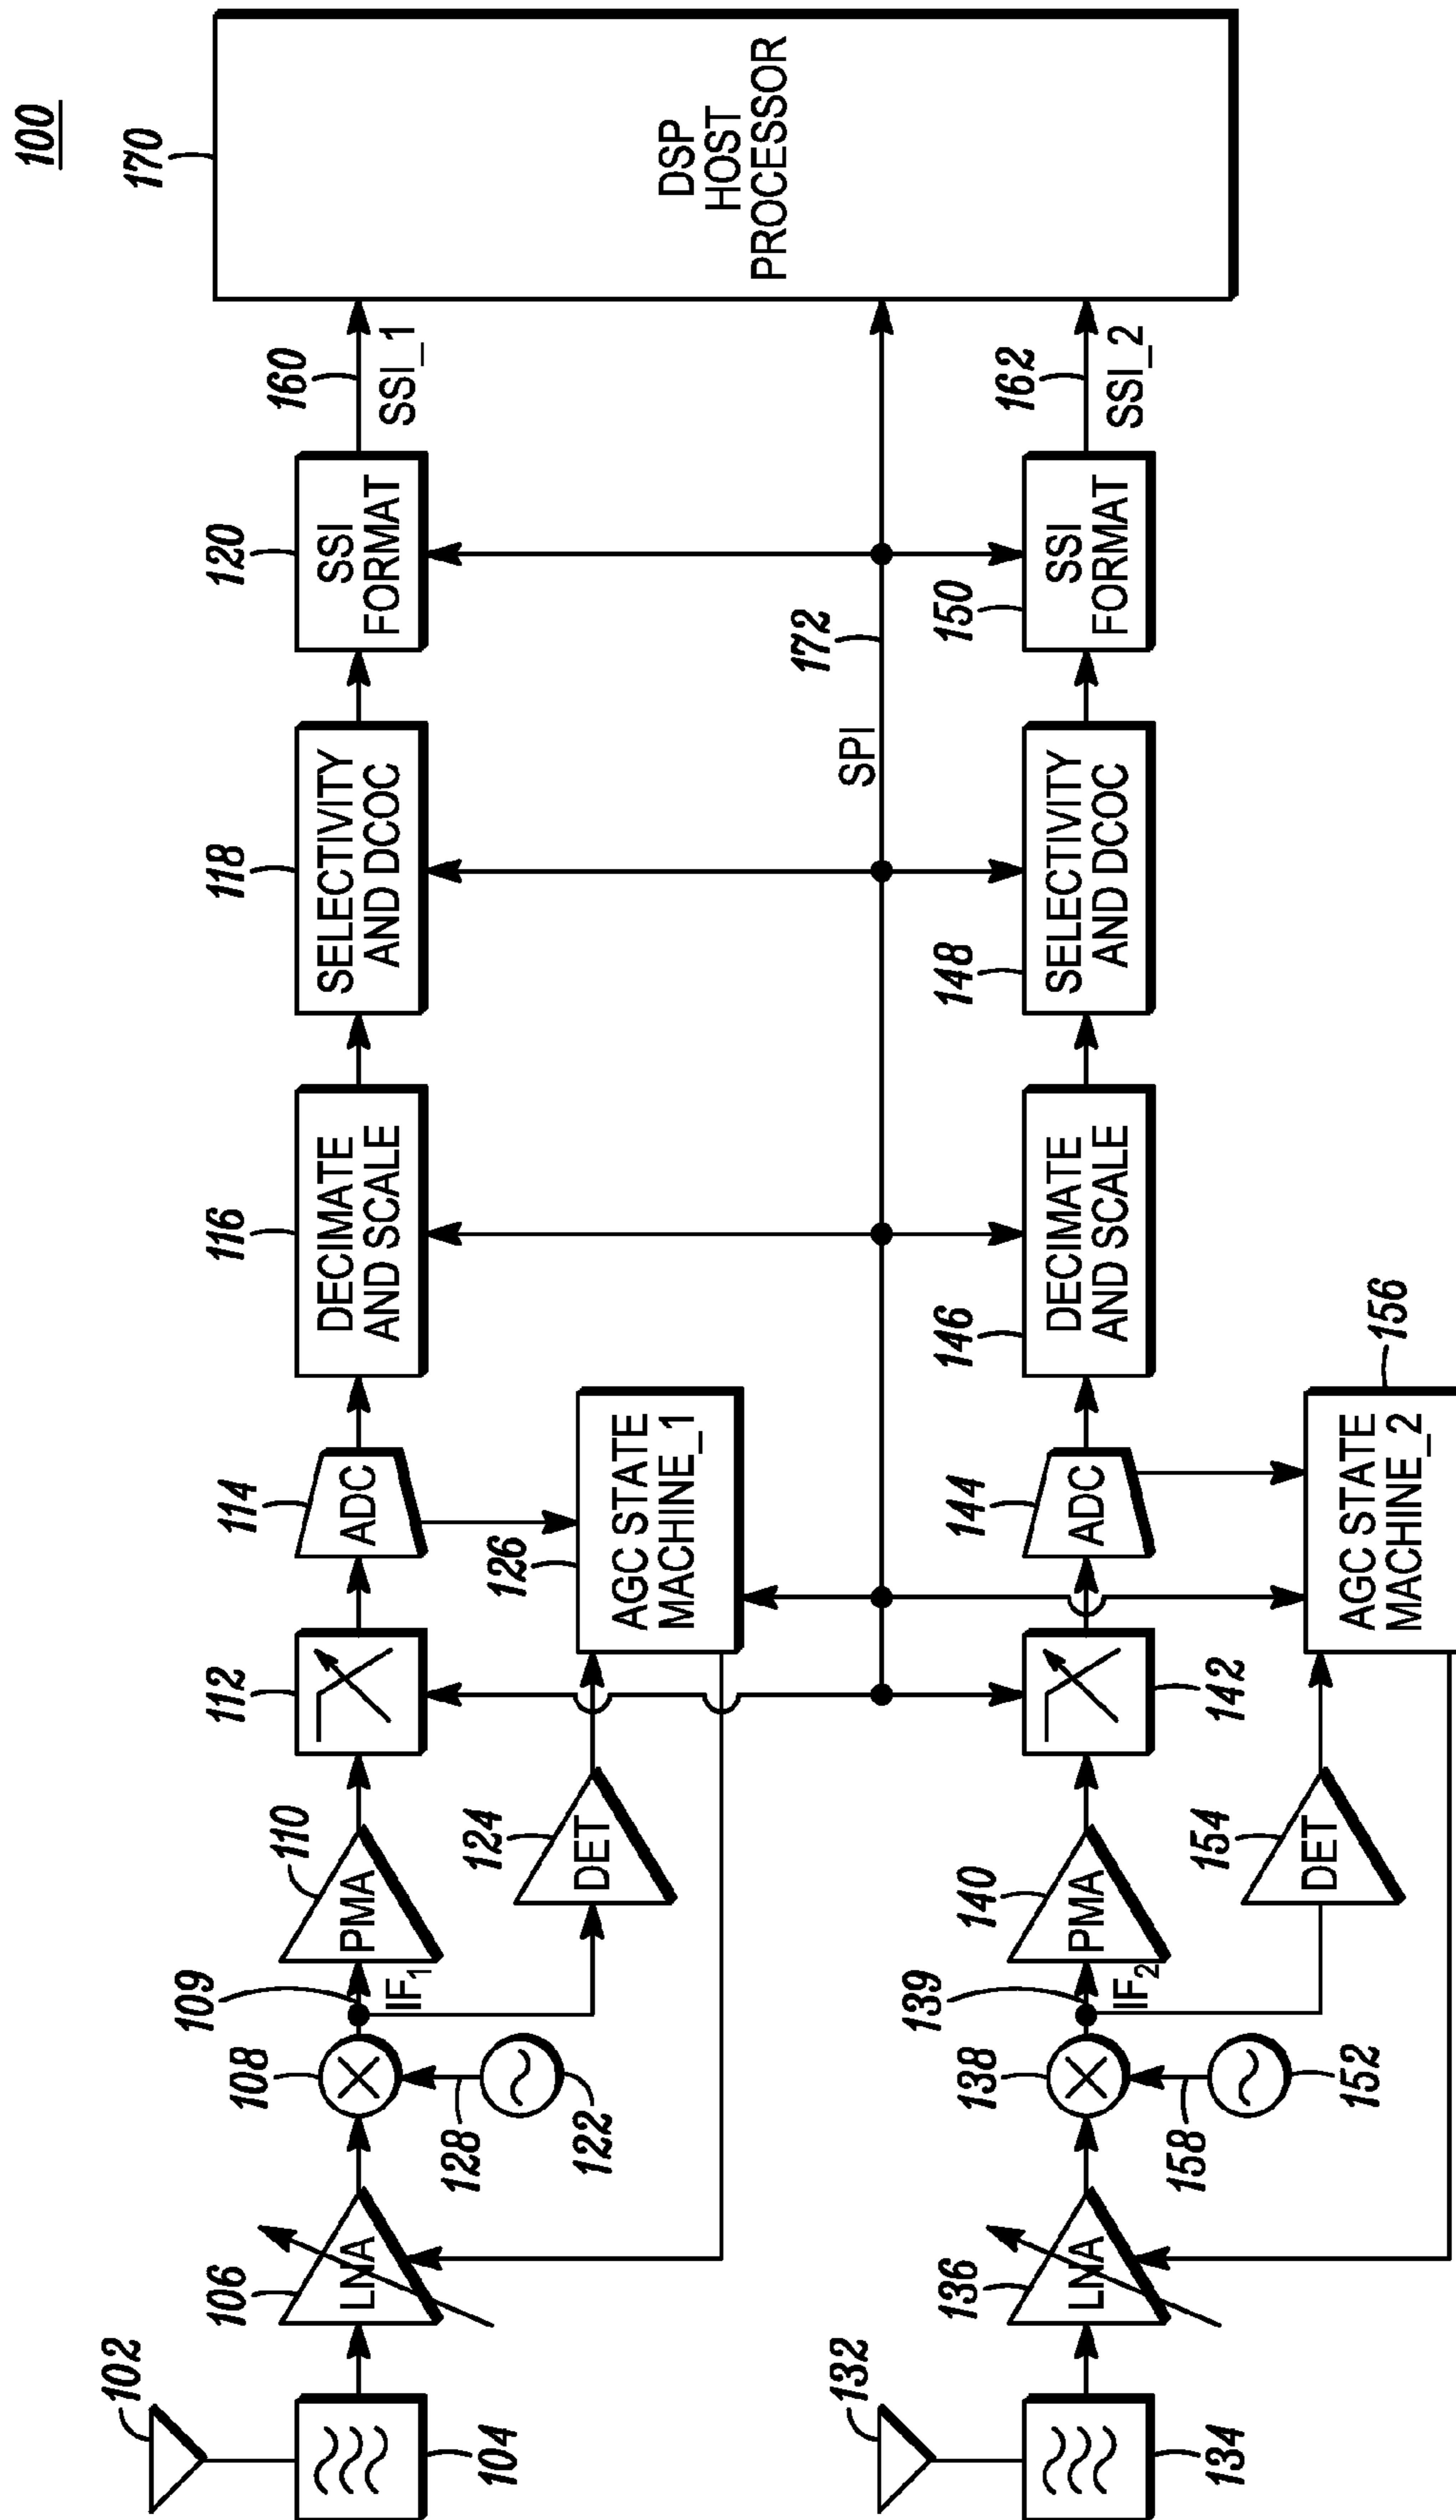 100
170
DSP
HOST
PROCESSOR
102
104
106
LNA
108
128
122
109
IF1
110
PMA
124
DET
112
114
ADC
126
AGC STATE
MACHINE_1
116
DECIMATE
AND SCALE
118
SELECTIVITY
AND DCOC
120
SSI
FORMAT
160
SSI_1
SPI
172
132
134
136
LNA
138
158
152
139
IF2
140
PMA
154
DET
142
144
ADC
156
AGC STATE
MACHINE_2
146
DECIMATE
AND SCALE
148
SELECTIVITY
AND DCOC
150
SSI
FORMAT
162
SSI_2